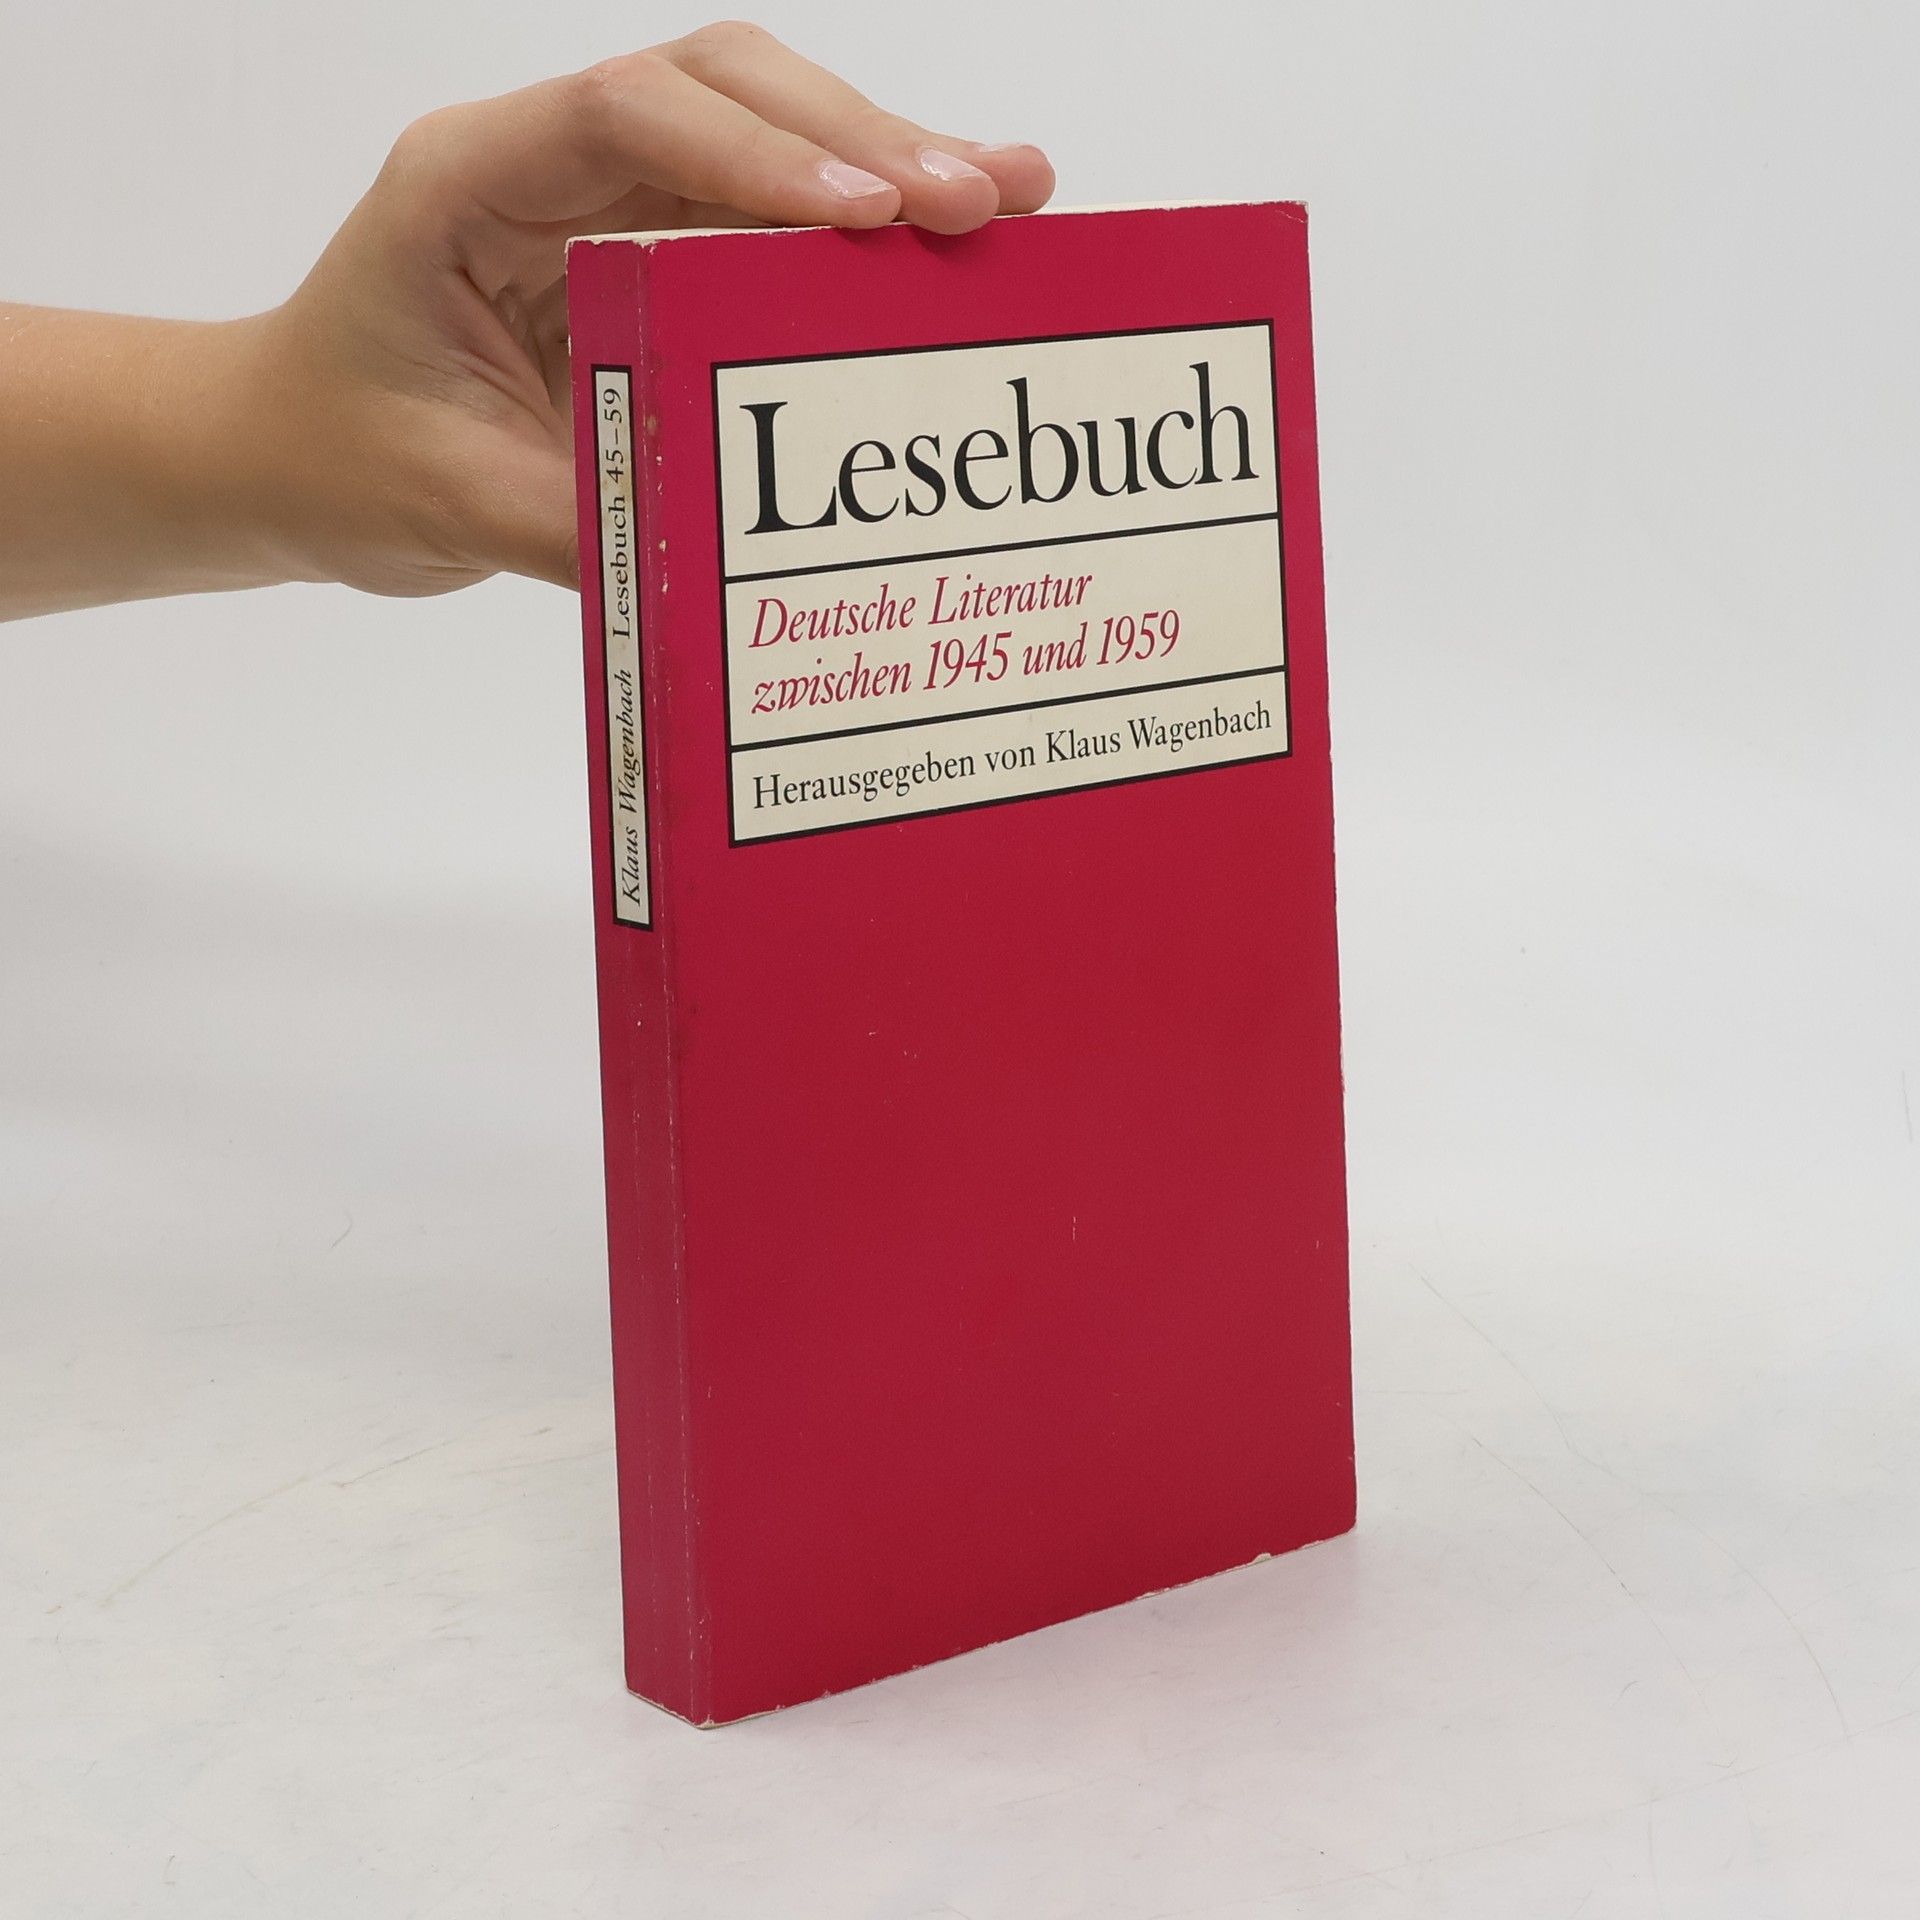 Lesebuch
Deutsche Literatur
zwischen 1945 und 1959
Herausgegeben von Klaus Wagenbach
Klaus Wagenbach Lesebuch 45–59